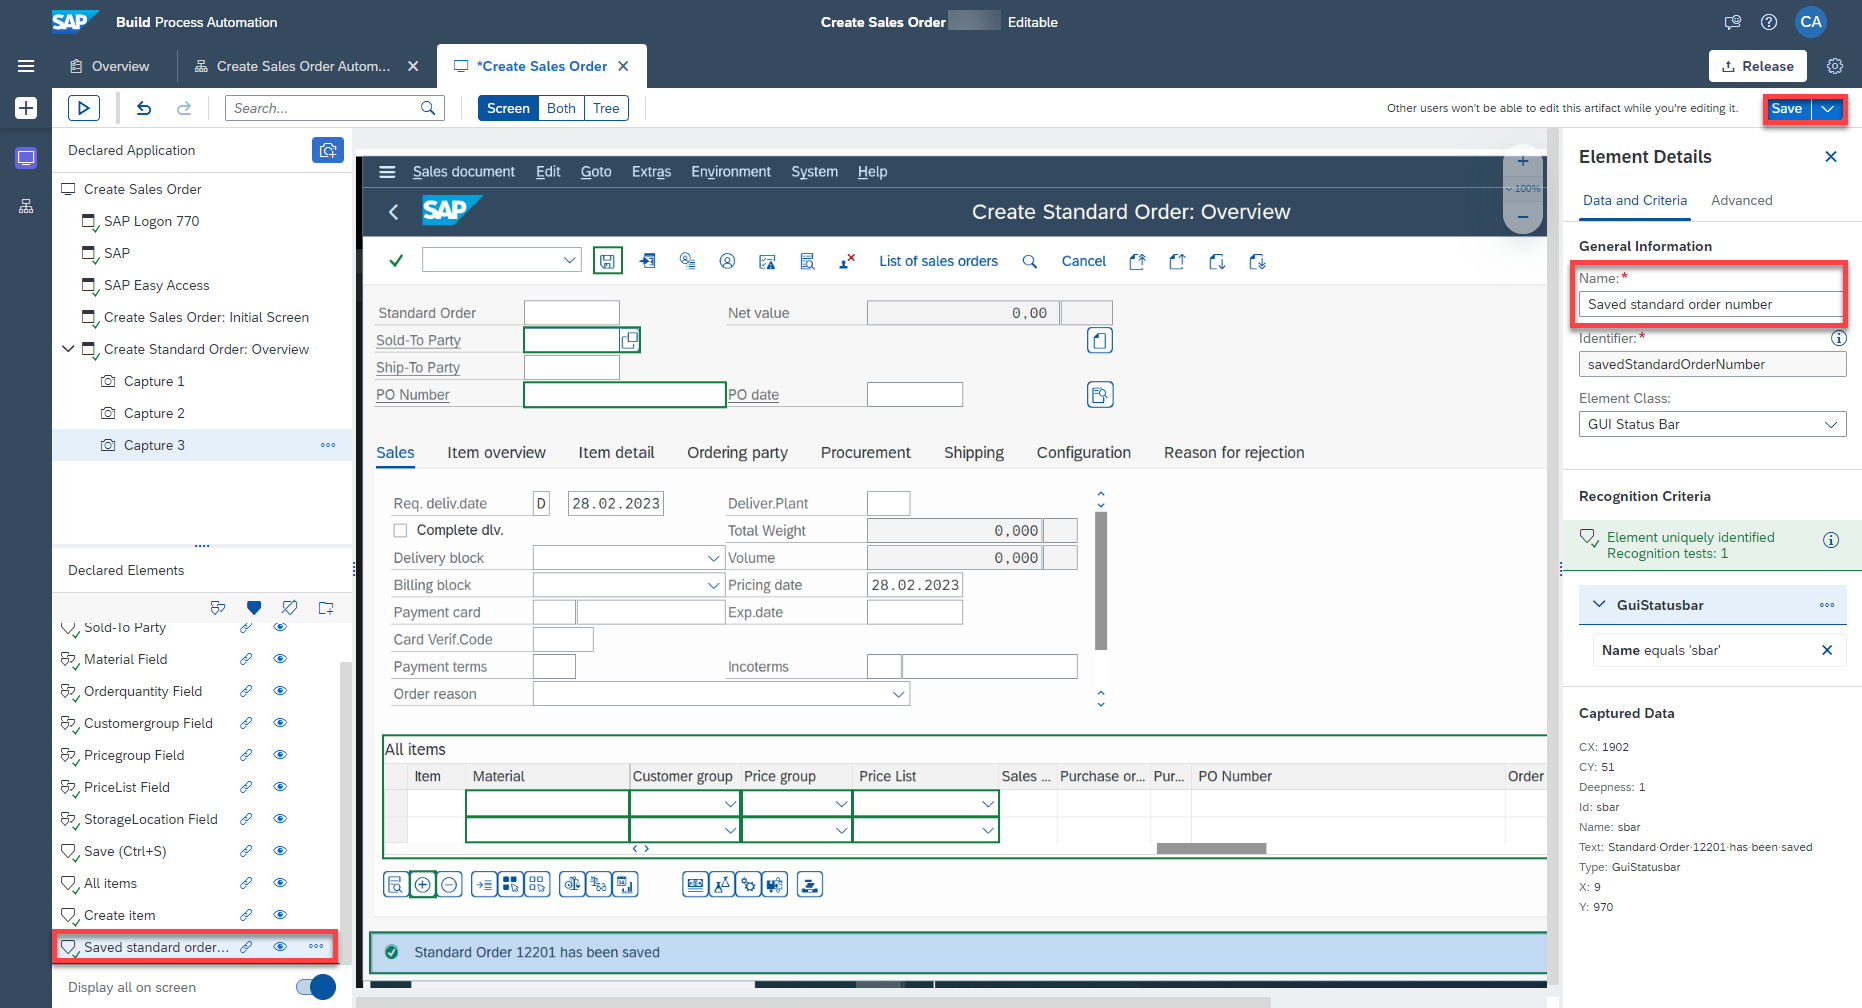 SAP Build Process Automation
Create Sales Order Editable
CA
Overview
Create Sales Order Autom...
*Create Sales Order
Release
Search...
Screen Both Tree
Other users won't be able to edit this artifact while you're editing it.
Save
Declared Application
Create Sales Order
SAP Logon 770
SAP
SAP Easy Access
Create Sales Order: Initial Screen
Create Standard Order: Overview
Capture 1
Capture 2
Capture 3
Declared Elements
Sold-To Party
Material Field
Orderquantity Field
Customergroup Field
Pricegroup Field
PriceList Field
StorageLocation Field
Save (Ctrl+S)
All items
Create item
Saved standard order...
Display all on screen
Sales document Edit Goto Extras Environment System Help
100%
SAP
Create Standard Order: Overview
List of sales orders
Cancel
Standard Order
Net value 0,00
Sold-To Party
Ship-To Party
PO Number
PO date
Sales Item overview Item detail Ordering party Procurement Shipping Configuration Reason for rejection
Req. deliv.date D 28.02.2023 Deliver.Plant
Complete dlv. Total Weight 0,000
Delivery block Volume 0,000
Billing block Pricing date 28.02.2023
Payment card Exp.date
Card Verif.Code
Payment terms Incoterms
Order reason
All items
Item Material Customer group Price group Price List Sales ... Purchase or... Pur... PO Number Order
Standard Order 12201 has been saved
Element Details
Data and Criteria Advanced
General Information
Name: *
Saved standard order number
Identifier: *
savedStandardOrderNumber
Element Class:
GUI Status Bar
Recognition Criteria
Element uniquely identified
Recognition tests: 1
GuiStatusbar
Name equals 'sbar'
Captured Data
CX: 1902
CY: 51
Deepness: 1
Id: sbar
Name: sbar
Text: Standard·Order·12201·has·been·saved
Type: GuiStatusbar
X: 9
Y: 970